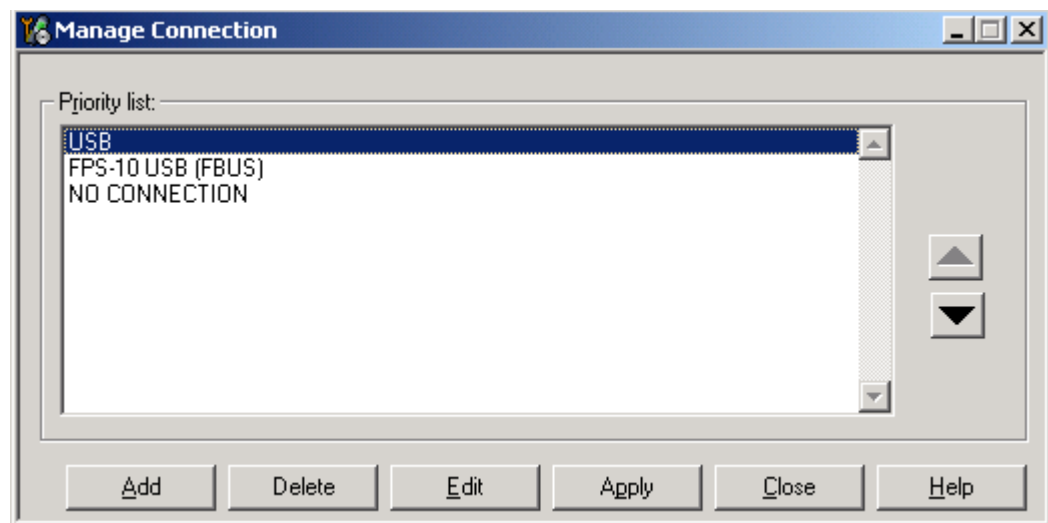 Manage Connection
Priority list:
USB
FPS-10 USB (FBUS)
NO CONNECTION
Add Delete Edit Apply Close Help